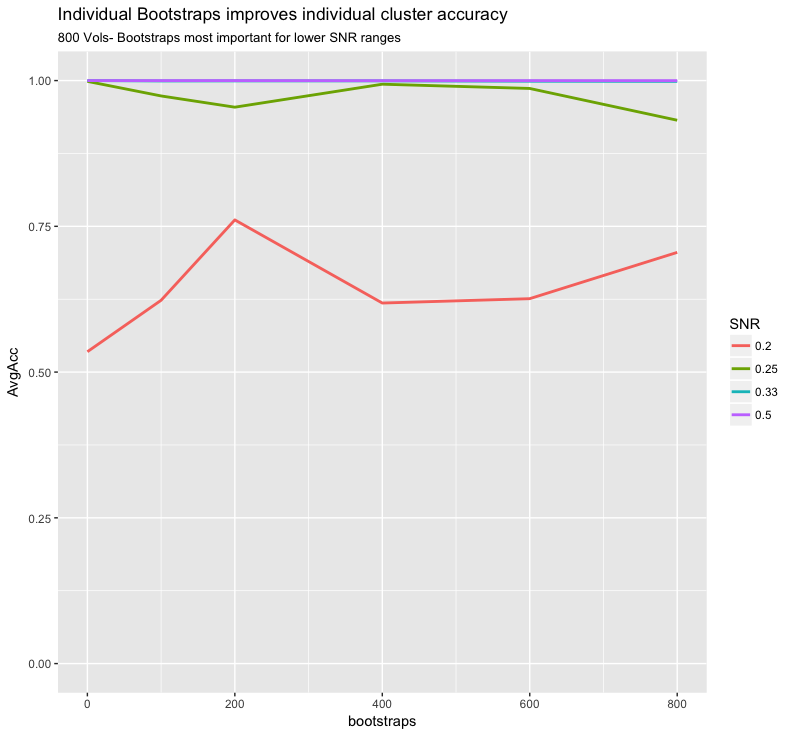 Individual Bootstraps improves individual cluster accuracy
800 Vols- Bootstraps most important for lower SNR ranges
1.00
0.75
0.50
0.25
0.00
AvgAcc
0 200 400 600 800
bootstraps
SNR
0.2
0.25
0.33
0.5